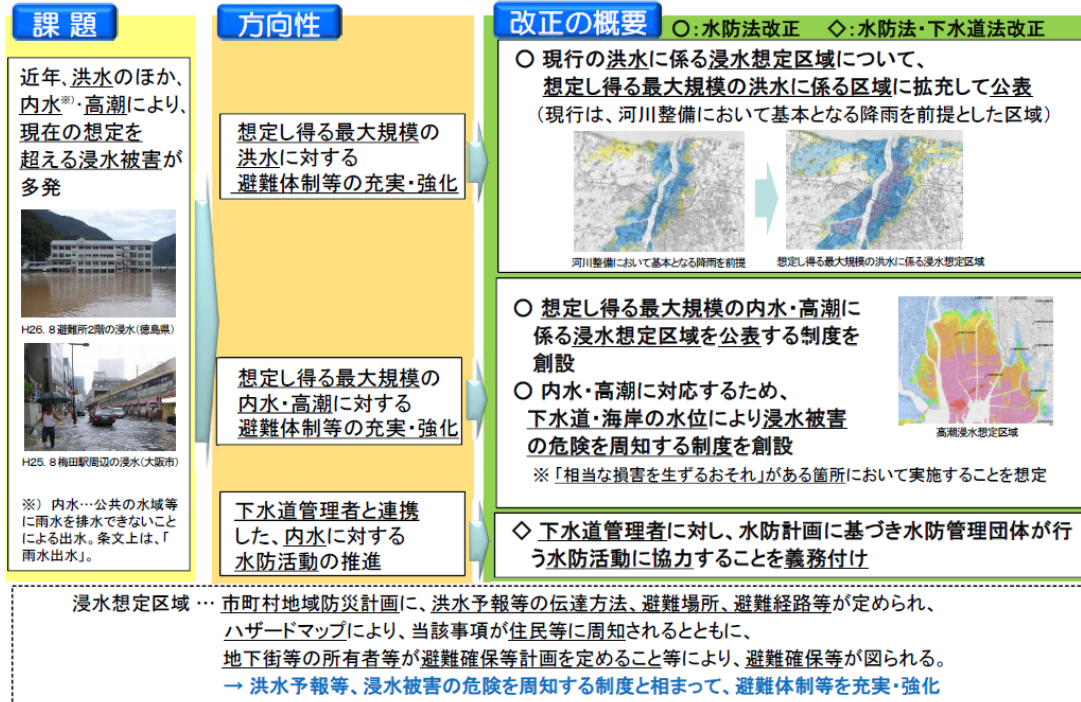 課 題
近年、洪水のほか、
内水※)・高潮により、
現在の想定を
超える浸水被害が
多発
H26. 8避難所2階の浸水(徳島県)
H25. 8 梅田駅周辺の浸水(大阪市)
※) 内水…公共の水域等
に雨水を排水できないこと
による出水。条文上は、「
雨水出水」。
方向性
想定し得る最大規模の
洪水に対する
避難体制等の充実・強化
想定し得る最大規模の
内水・高潮に対する
避難体制等の充実・強化
下水道管理者と連携
した、内水に対する
水防活動の推進
改正の概要
○:水防法改正 ◇:水防法・下水道法改正
○ 現行の洪水に係る浸水想定区域について、
想定し得る最大規模の洪水に係る区域に拡充して公表
(現行は、河川整備において基本となる降雨を前提とした区域)
河川整備において基本となる降雨を前提
想定し得る最大規模の洪水に係る浸水想定区域
○ 想定し得る最大規模の内水・高潮に
係る浸水想定区域を公表する制度を
創設
○ 内水・高潮に対応するため、
下水道・海岸の水位により浸水被害
の危険を周知する制度を創設
※ 「相当な損害を生ずるおそれ」がある箇所において実施することを想定
高潮浸水想定区域
◇ 下水道管理者に対し、水防計画に基づき水防管理団体が行
う水防活動に協力することを義務付け
浸水想定区域 … 市町村地域防災計画に、洪水予報等の伝達方法、避難場所、避難経路等が定められ、
ハザードマップにより、当該事項が住民等に周知されるとともに、
地下街等の所有者等が避難確保等計画を定めること等により、避難確保等が図られる。
→ 洪水予報等、浸水被害の危険を周知する制度と相まって、避難体制等を充実・強化